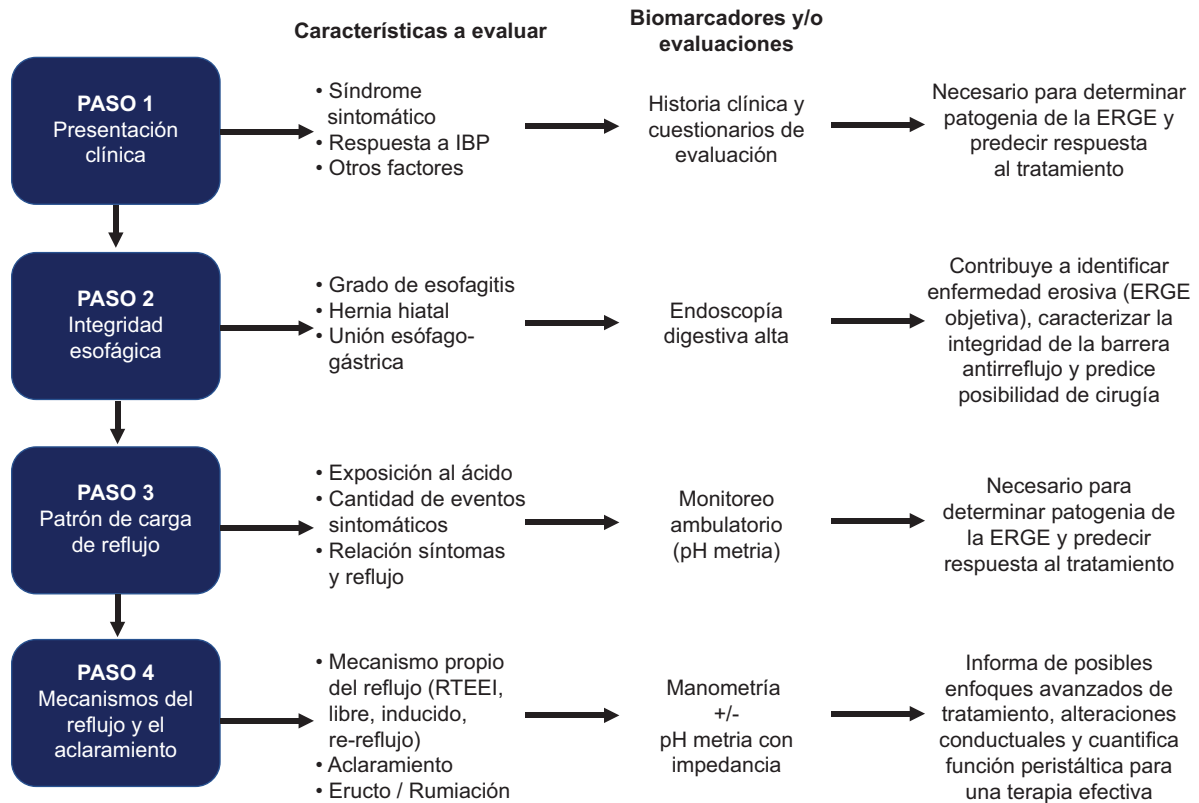 Características a evaluar
Biomarcadores y/o
evaluaciones
PASO 1
Presentación
clínica
• Síndrome
sintomático
• Respuesta a IBP
• Otros factores
Historia clínica y
cuestionarios de
evaluación
Necesario para determinar
patogenia de la ERGE y
predecir respuesta
al tratamiento
PASO 2
Integridad
esofágica
• Grado de esofagitis
• Hernia hiatal
• Unión esófago-
gástrica
Endoscopía
digestiva alta
Contribuye a identificar
enfermedad erosiva (ERGE
objetiva), caracterizar la
integridad de la barrera
antirreflujo y predice
posibilidad de cirugía
PASO 3
Patrón de carga
de reflujo
• Exposición al ácido
• Cantidad de eventos
sintomáticos
• Relación síntomas
y reflujo
Monitoreo
ambulatorio
(pH metria)
Necesario para
determinar patogenia de
la ERGE y predecir
respuesta al tratamiento
PASO 4
Mecanismos del
reflujo y el
aclaramiento
• Mecanismo propio
del reflujo (RTEEI,
libre, inducido,
re-reflujo)
• Aclaramiento
• Eructo / Rumiación
Manometría
+/-
pH metria con
impedancia
Informa de posibles
enfoques avanzados de
tratamiento, alteraciones
conductuales y cuantifica
función peristáltica para
una terapia efectiva